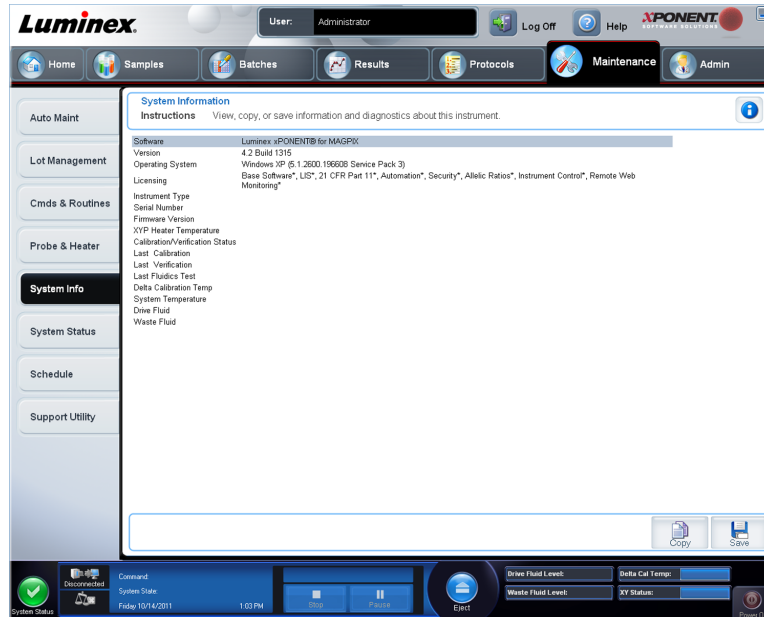 Luminex.
User:
Administrator
Log Off
Help
XPONENT.
SOFTWARE SOLUTIONS
Home
Samples
Batches
Results
Protocols
Maintenance
Admin
Auto Maint
Lot Management
Cmds & Routines
Probe & Heater
System Info
System Status
Schedule
Support Utility
System Information
Instructions View, copy, or save information and diagnostics about this instrument.
Software Luminex xPONENT® for MAGPIX
Version 4.2 Build 1315
Operating System Windows XP (5.1.2600.196608 Service Pack 3)
Licensing Base Software*, LIS*, 21 CFR Part 11*, Automation*, Security*, Allelic Ratios*, Instrument Control*, Remote Web
Monitoring*
Instrument Type
Serial Number
Firmware Version
XYP Heater Temperature
Calibration/Verification Status
Last Calibration
Last Verification
Last Fluidics Test
Delta Calibration Temp
System Temperature
Drive Fluid
Waste Fluid
Copy
Save
System Status
Disconnected
Command:
System State:
Friday 10/14/2011 1:03 PM
Stop
Pause
Eject
Drive Fluid Level:
Waste Fluid Level:
Delta Cal Temp:
XY Status: